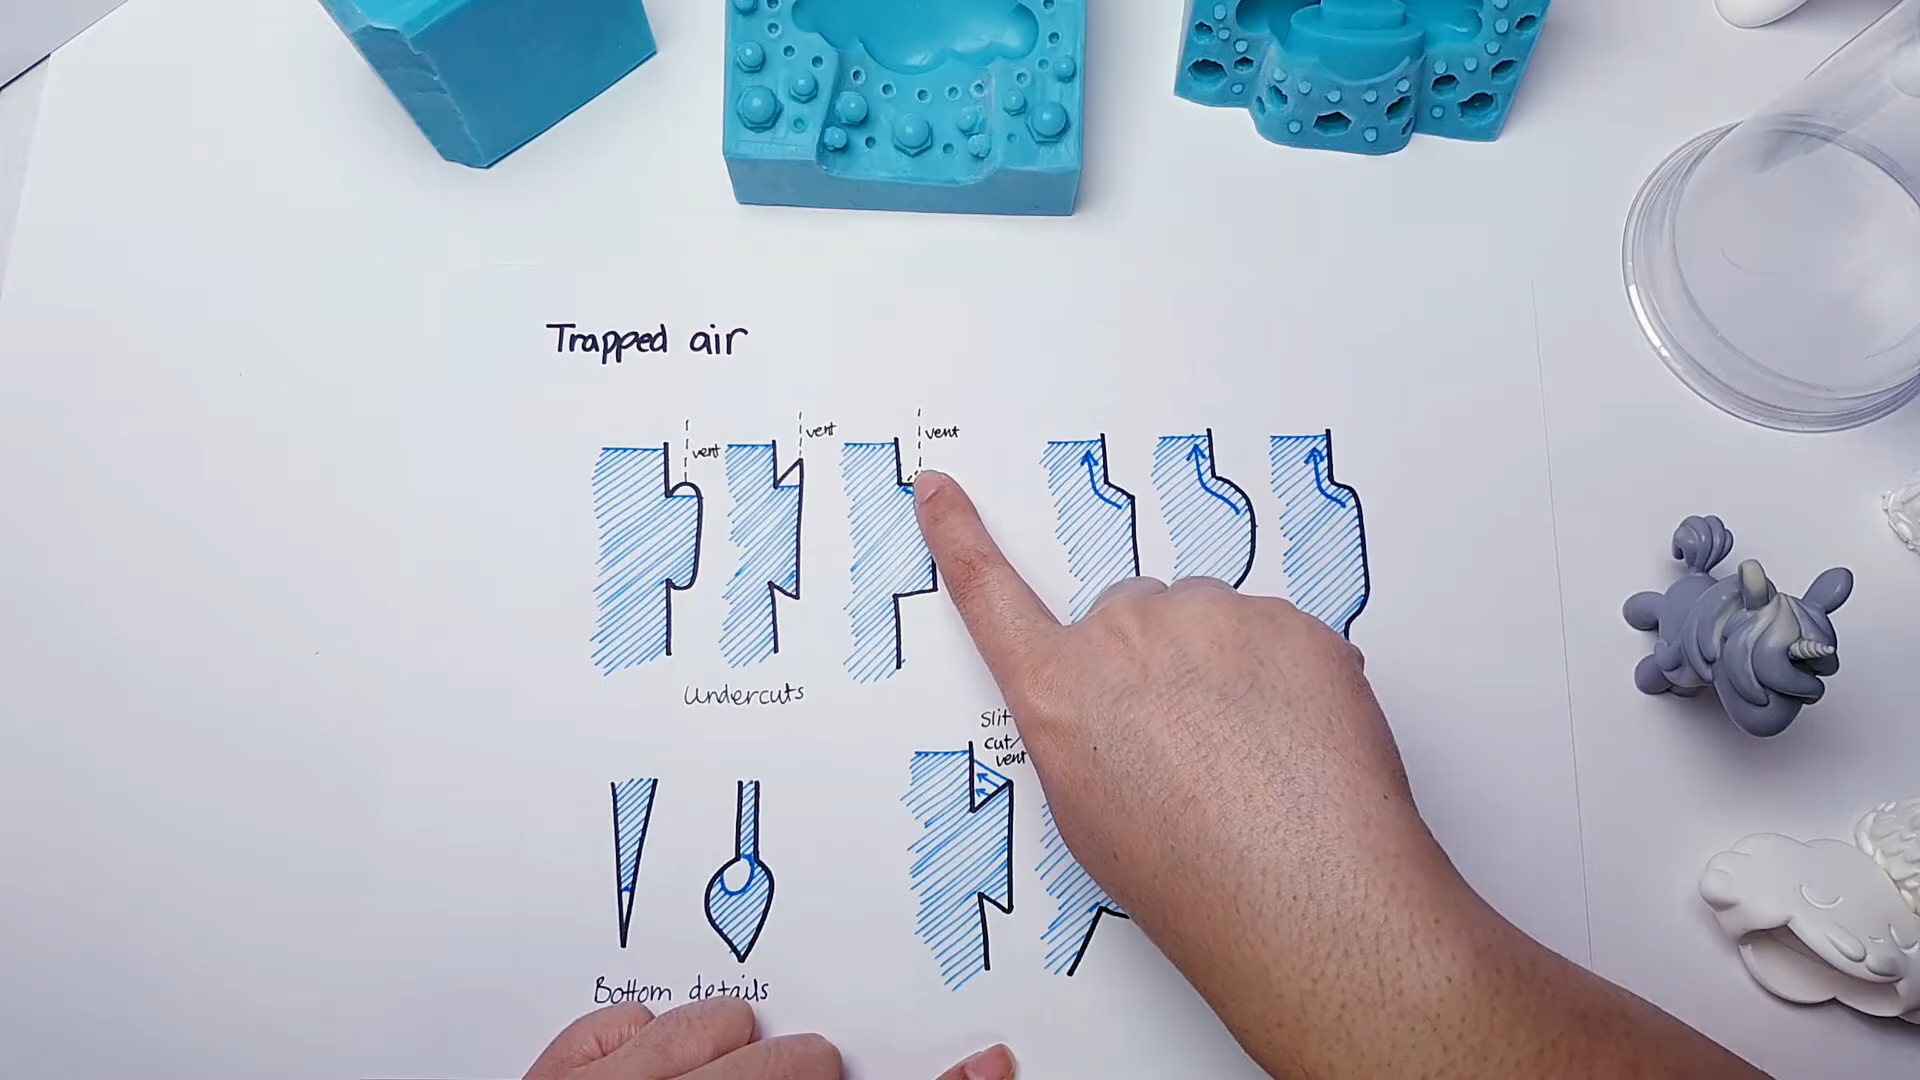 Trapped air
vent
vent
vent
Undercuts
Slit
cut/
vent
Bottom details